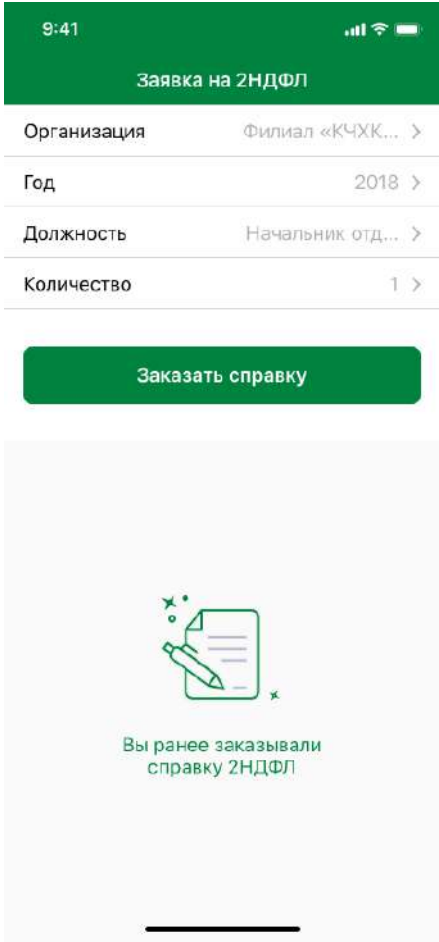 9:41
Заявка на 2НДФЛ
Организация Филиал «КЧХК...
Год 2018
Должность Начальник отд...
Количество 1
Заказать справку
Вы ранее заказывали
справку 2НДФЛ